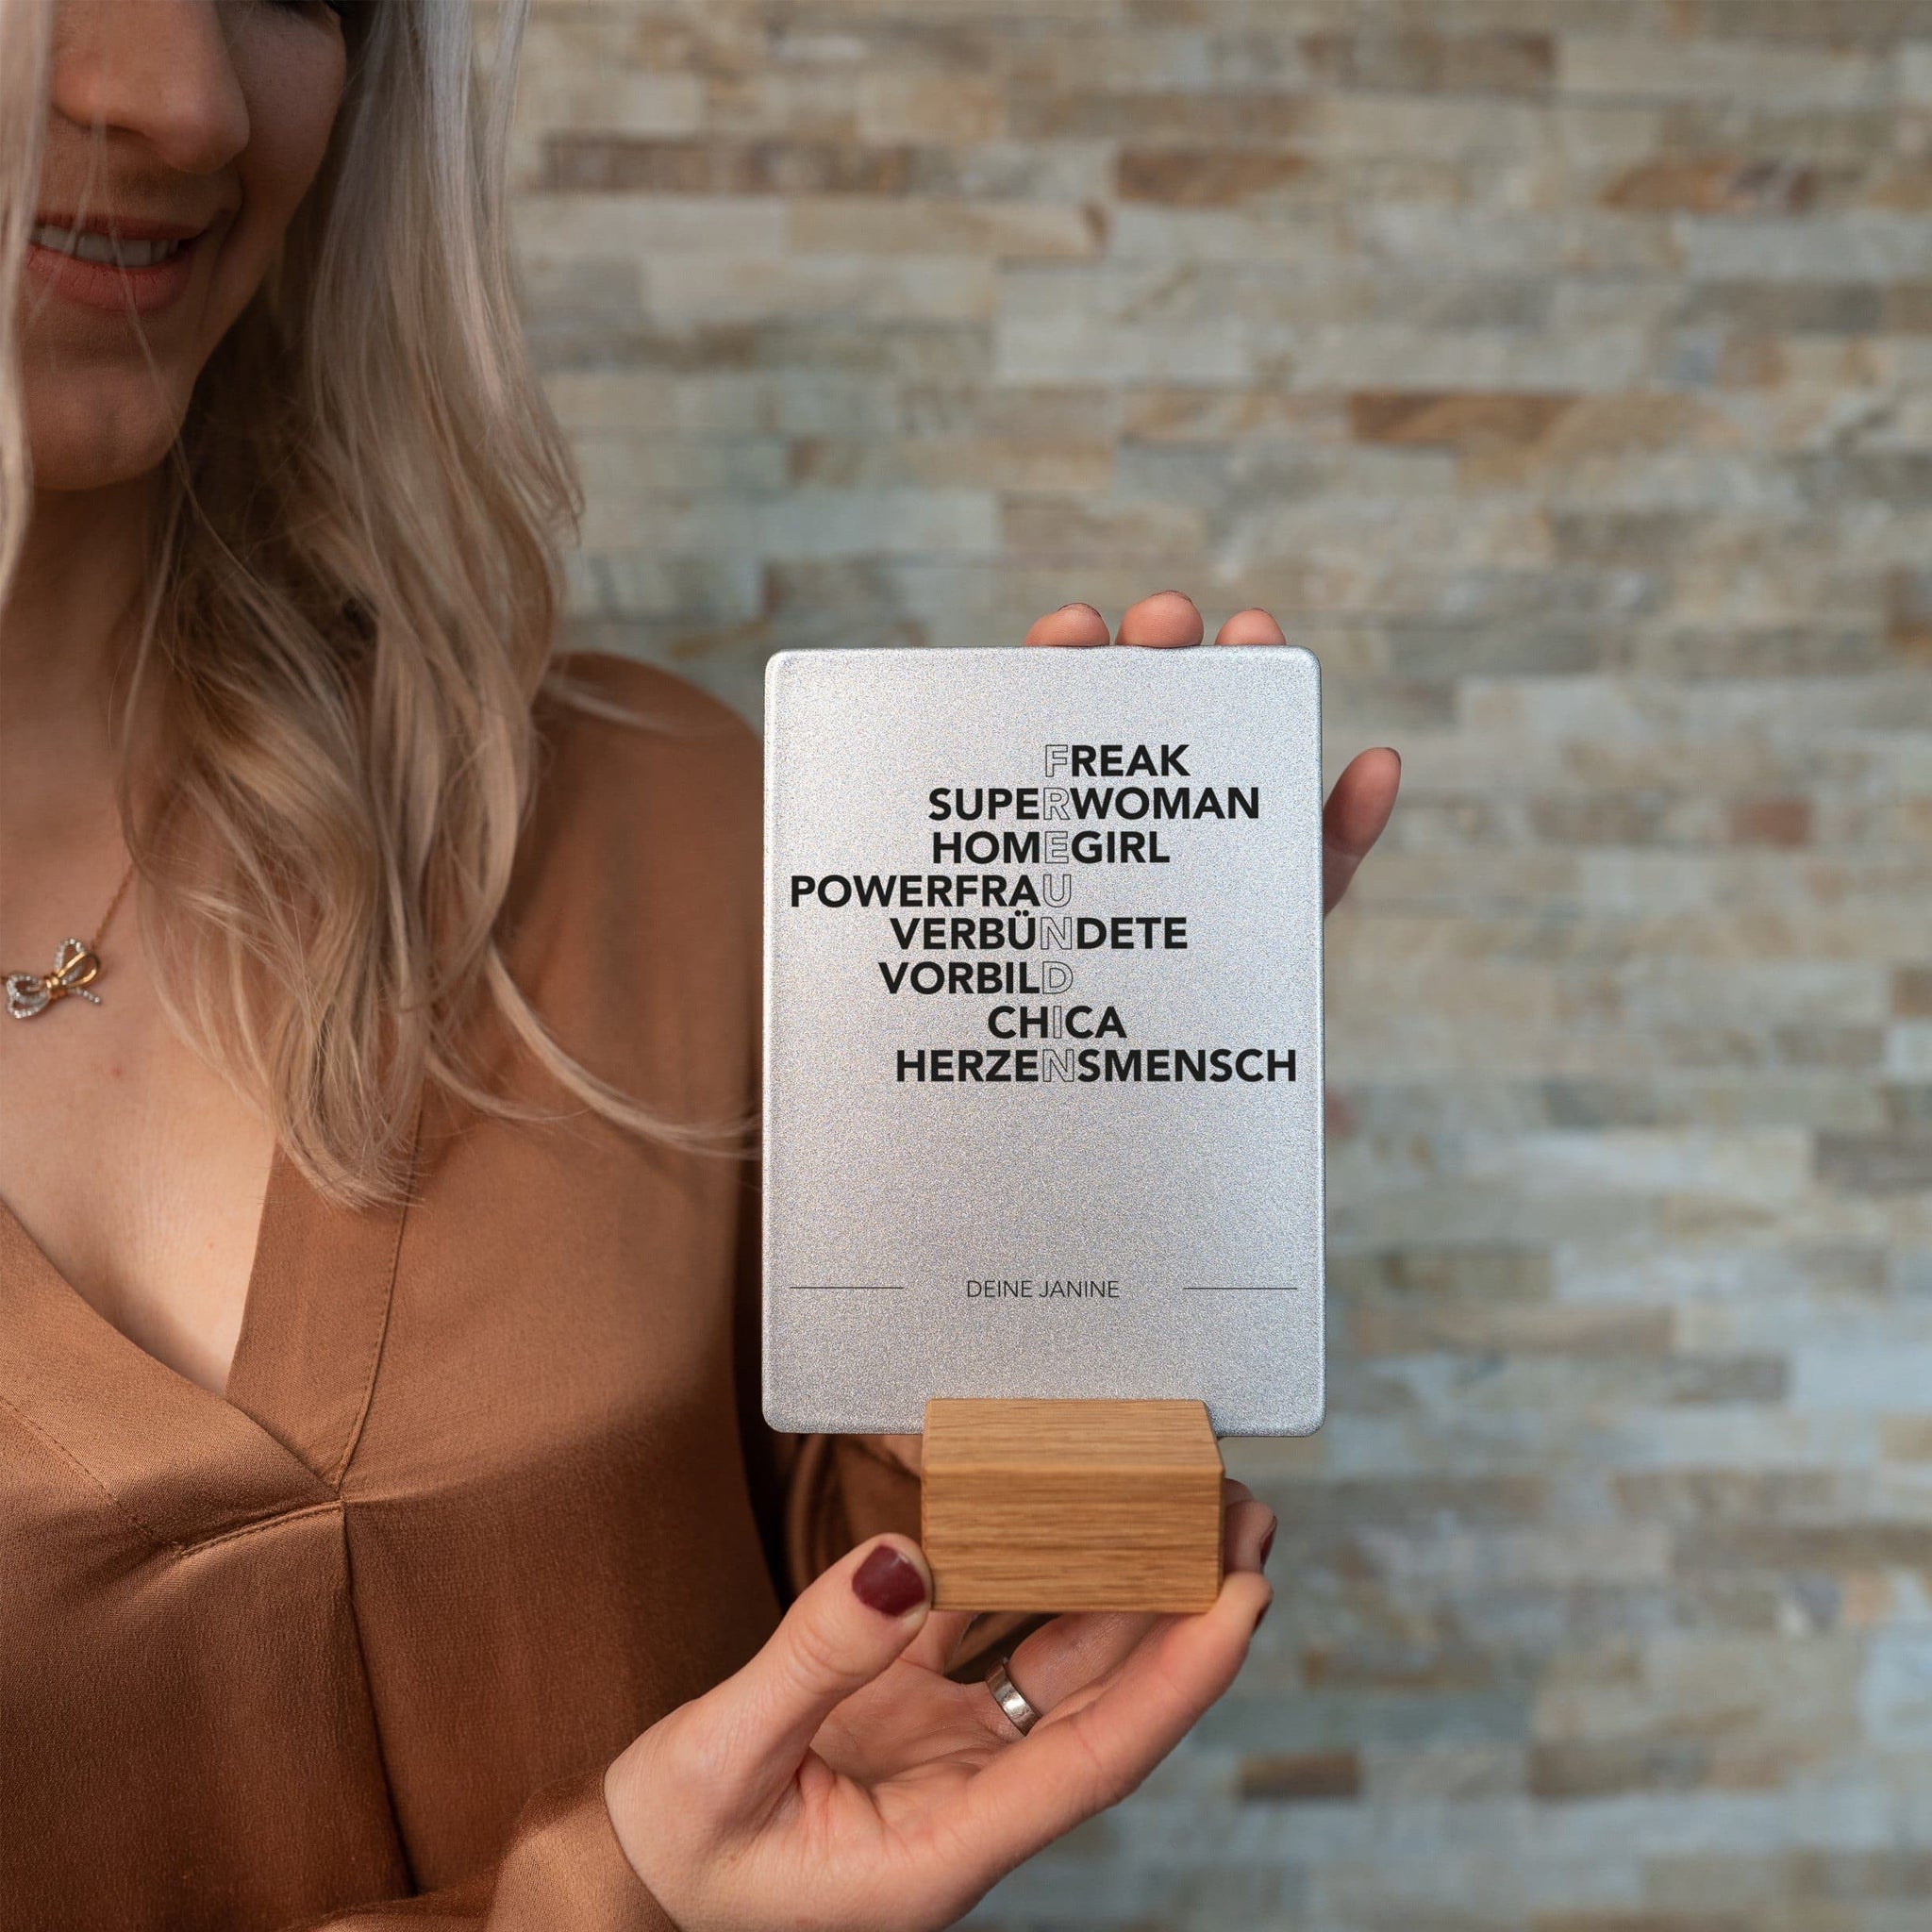 FREAK
SUPERWOMAN
HOMEGIRL
POWERFRAU
VERBÜNDETE
VORBILD
CHICA
HERZENSMENSCH
DEINE JANINE